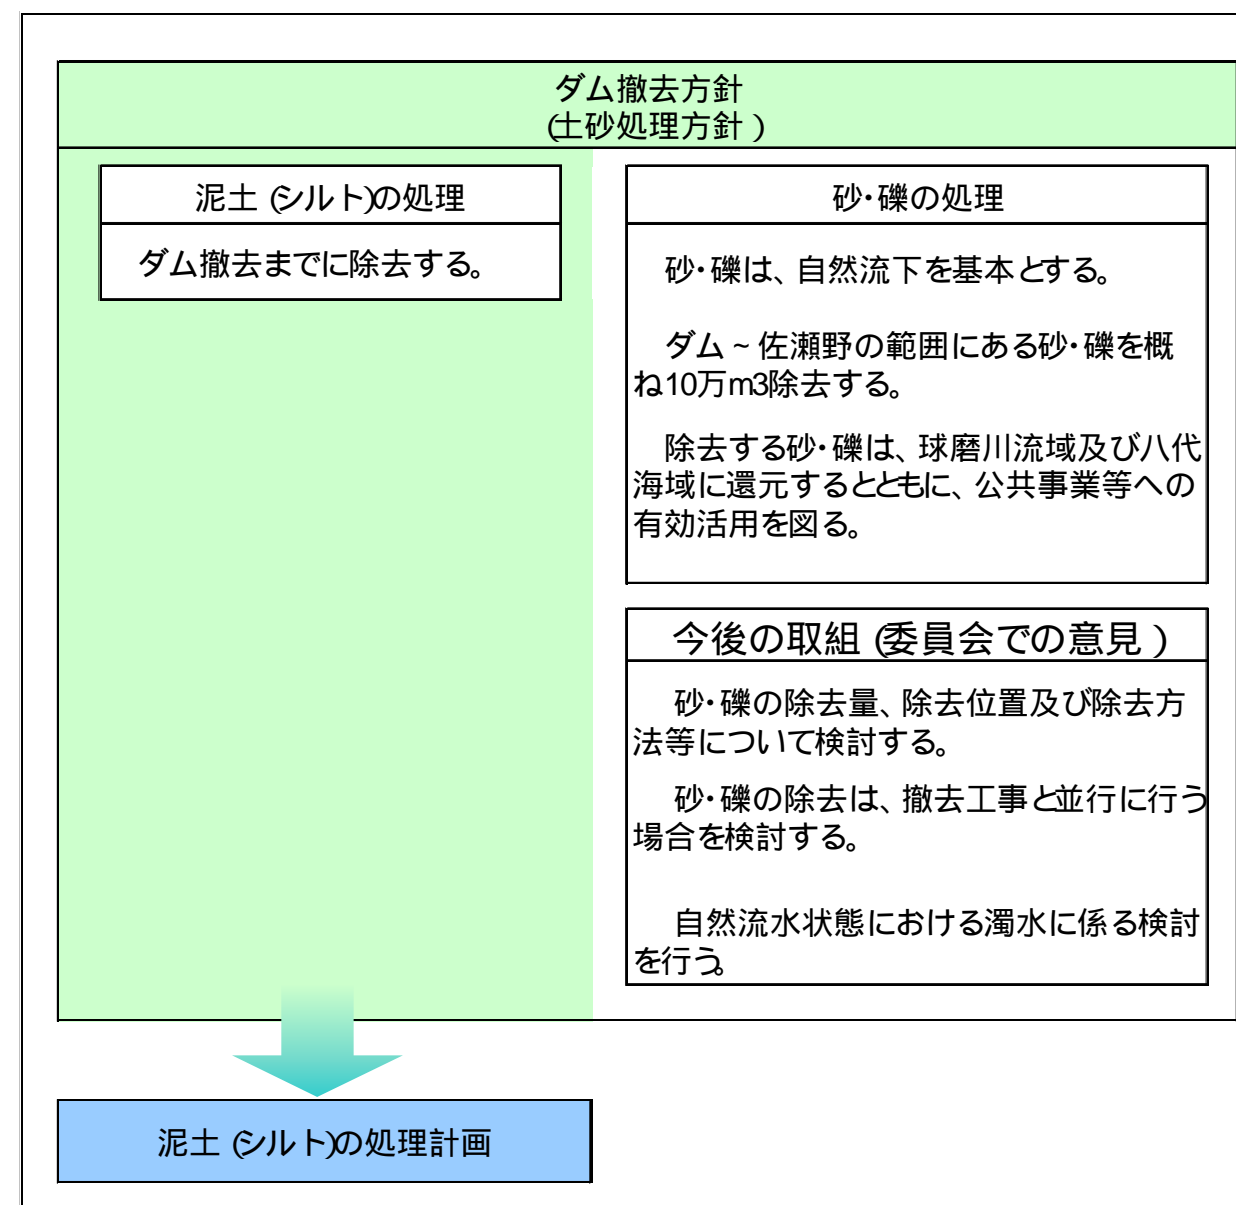 ダム撤去方針
(土砂処理方針)
泥土(シルト)の処理
ダム撤去までに除去する。
砂・礫の処理
砂・礫は、自然流下を基本とする。
ダム~佐瀬野の範囲にある砂・礫を概
ね10万m3除去する。
除去する砂・礫は、球磨川流域及び八代
海域に還元するとともに、公共事業等への
有効活用を図る。
今後の取組(委員会での意見)
砂・礫の除去量、除去位置及び除去方
法等について検討する。
砂・礫の除去は、撤去工事と並行に行う
場合を検討する。
自然流水状態における濁水に係る検討
を行う。
泥土(シルト)の処理計画